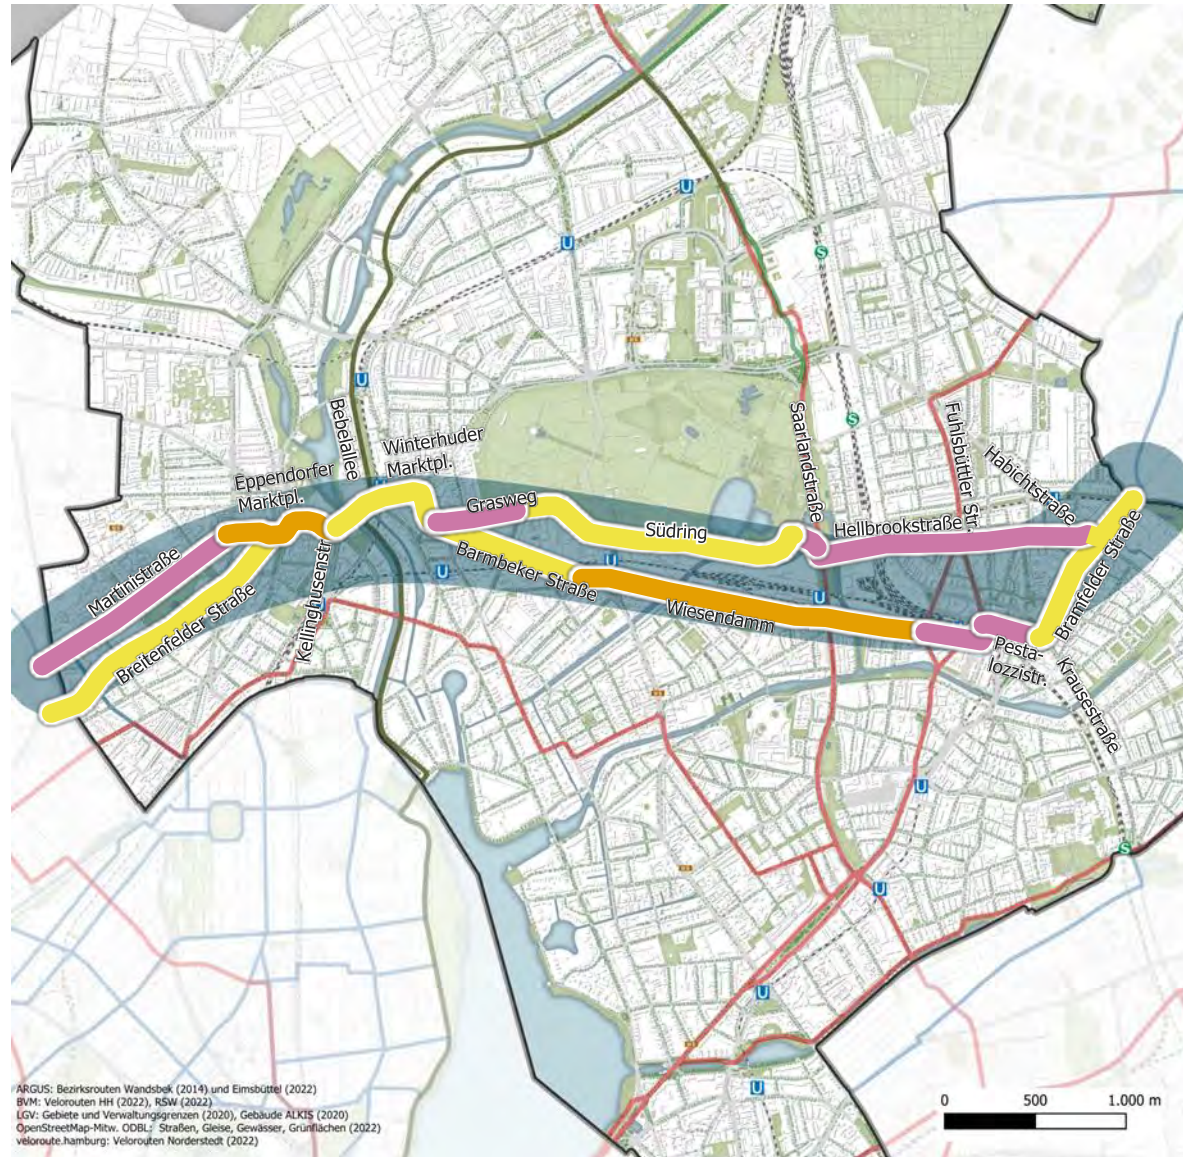 U
U
S
U
S
Bebelallee
Winterhuder
Marktpl.
Eppendorfer
Marktpl.
Saarlandstraße
Fuhlsbüttler Str.
Habichtstraße
Grasweg
Südring
Hellbrookstraße
Martinistraße
Breitenfelder Straße
Kellinghusenstr.
Barmbeker Straße
Wiesendamm
Bramfelder Straße
Pesta-
lozzistr.
Krausestraße
U
U
U
U
U
S
U
U
U
ARGUS: Bezirksrouten Wandsbek (2014) und Eimsbüttel (2022)
BVM: Velorouten HH (2022), RSW (2022)
LGV: Gebiete und Verwaltungsgrenzen (2020), Gebäude ALKIS (2020)
OpenStreetMap-Mitw. ODBL: Straßen, Gleise, Gewässer, Grünflächen (2022)
veloroute.hamburg: Velorouten Norderstedt (2022)
0 500 1.000 m